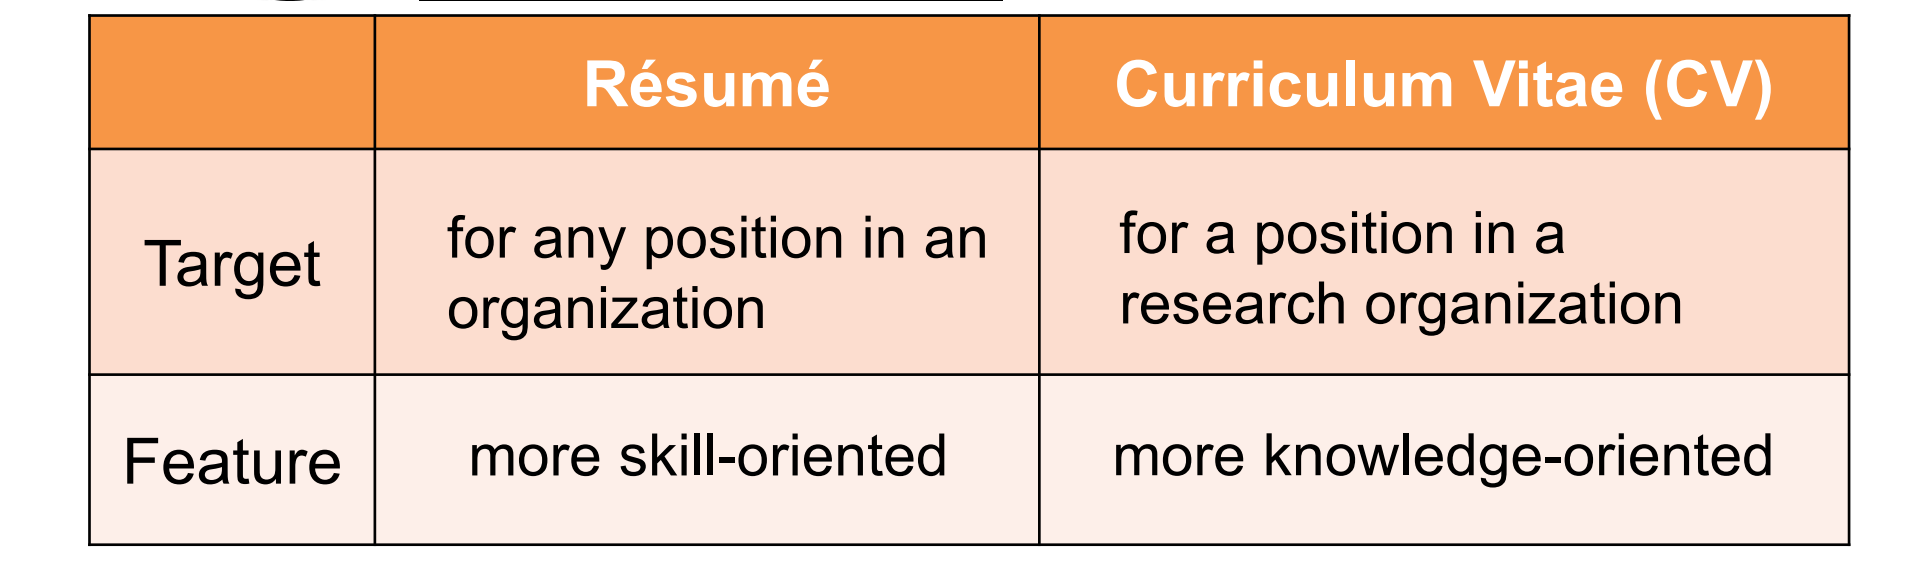 Résumé
Curriculum Vitae (CV)
Target
for any position in an
organization
for a position in a
research organization
Feature
more skill-oriented
more knowledge-oriented